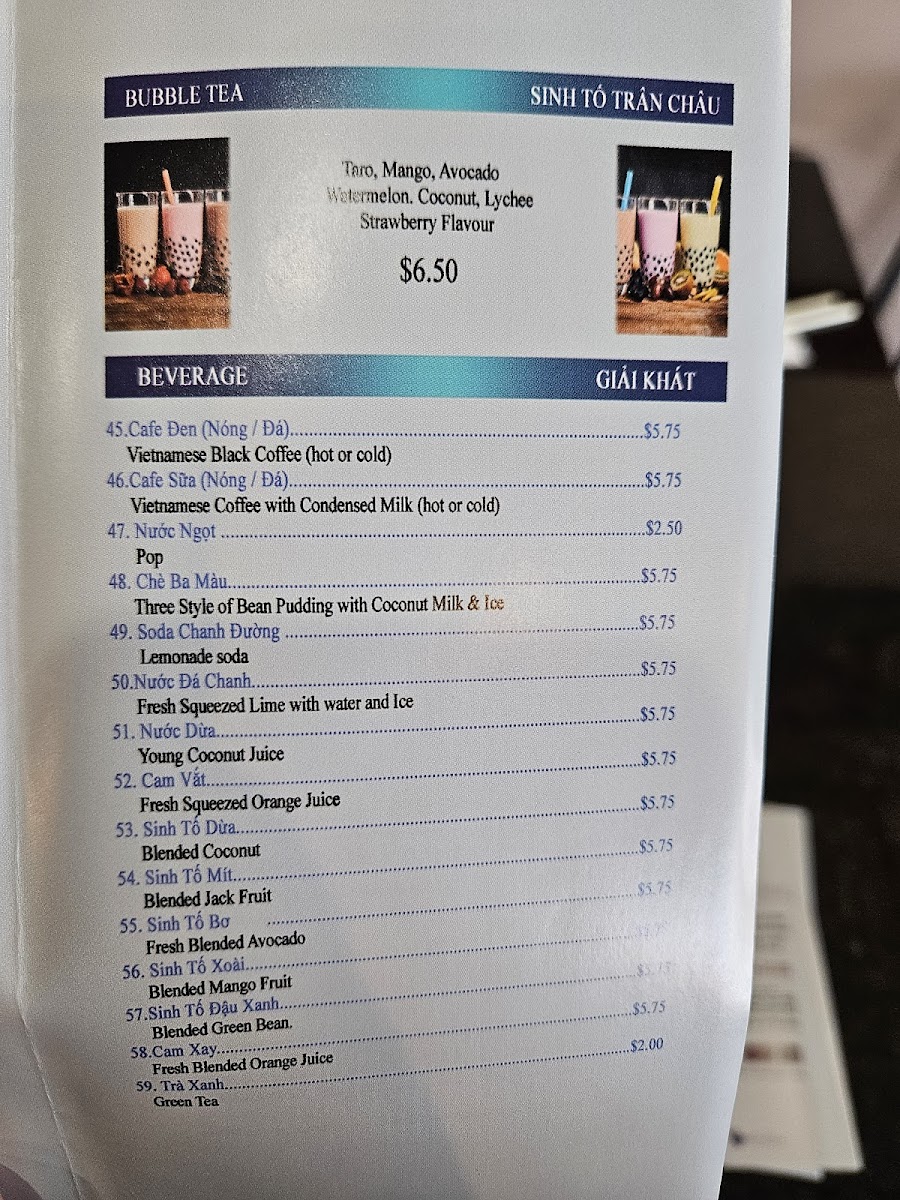 BUBBLE TEA SINH TỐ TRÂN CHÂU
Taro, Mango, Avocado
Watermelon. Coconut, Lychee
Strawberry Flavour
$6.50
BEVERAGE GIẢI KHÁT
45.Cafe Đen (Nóng / Đá)..........$5.75
Vietnamese Black Coffee (hot or cold)
46.Cafe Sữa (Nóng / Đá)..........$5.75
Vietnamese Coffee with Condensed Milk (hot or cold)
47. Nước Ngọt ..........$2.50
Pop
48. Chè Ba Màu..........$5.75
Three Style of Bean Pudding with Coconut Milk & Ice
49. Soda Chanh Đường ..........$5.75
Lemonade soda
50.Nước Đá Chanh..........$5.75
Fresh Squeezed Lime with water and Ice
51. Nước Dừa..........$5.75
Young Coconut Juice
52. Cam Vắt..........$5.75
Fresh Squeezed Orange Juice
53. Sinh Tố Dừa..........$5.75
Blended Coconut
54. Sinh Tố Mít..........$5.75
Blended Jack Fruit
55. Sinh Tố Bơ ..........$5.75
Fresh Blended Avocado
56. Sinh Tố Xoài..........
Blended Mango Fruit
57.Sinh Tố Đậu Xanh..........
Blended Green Bean.
58.Cam Xay..........$5.75
Fresh Blended Orange Juice
59. Trà Xanh..........$2.00
Green Tea